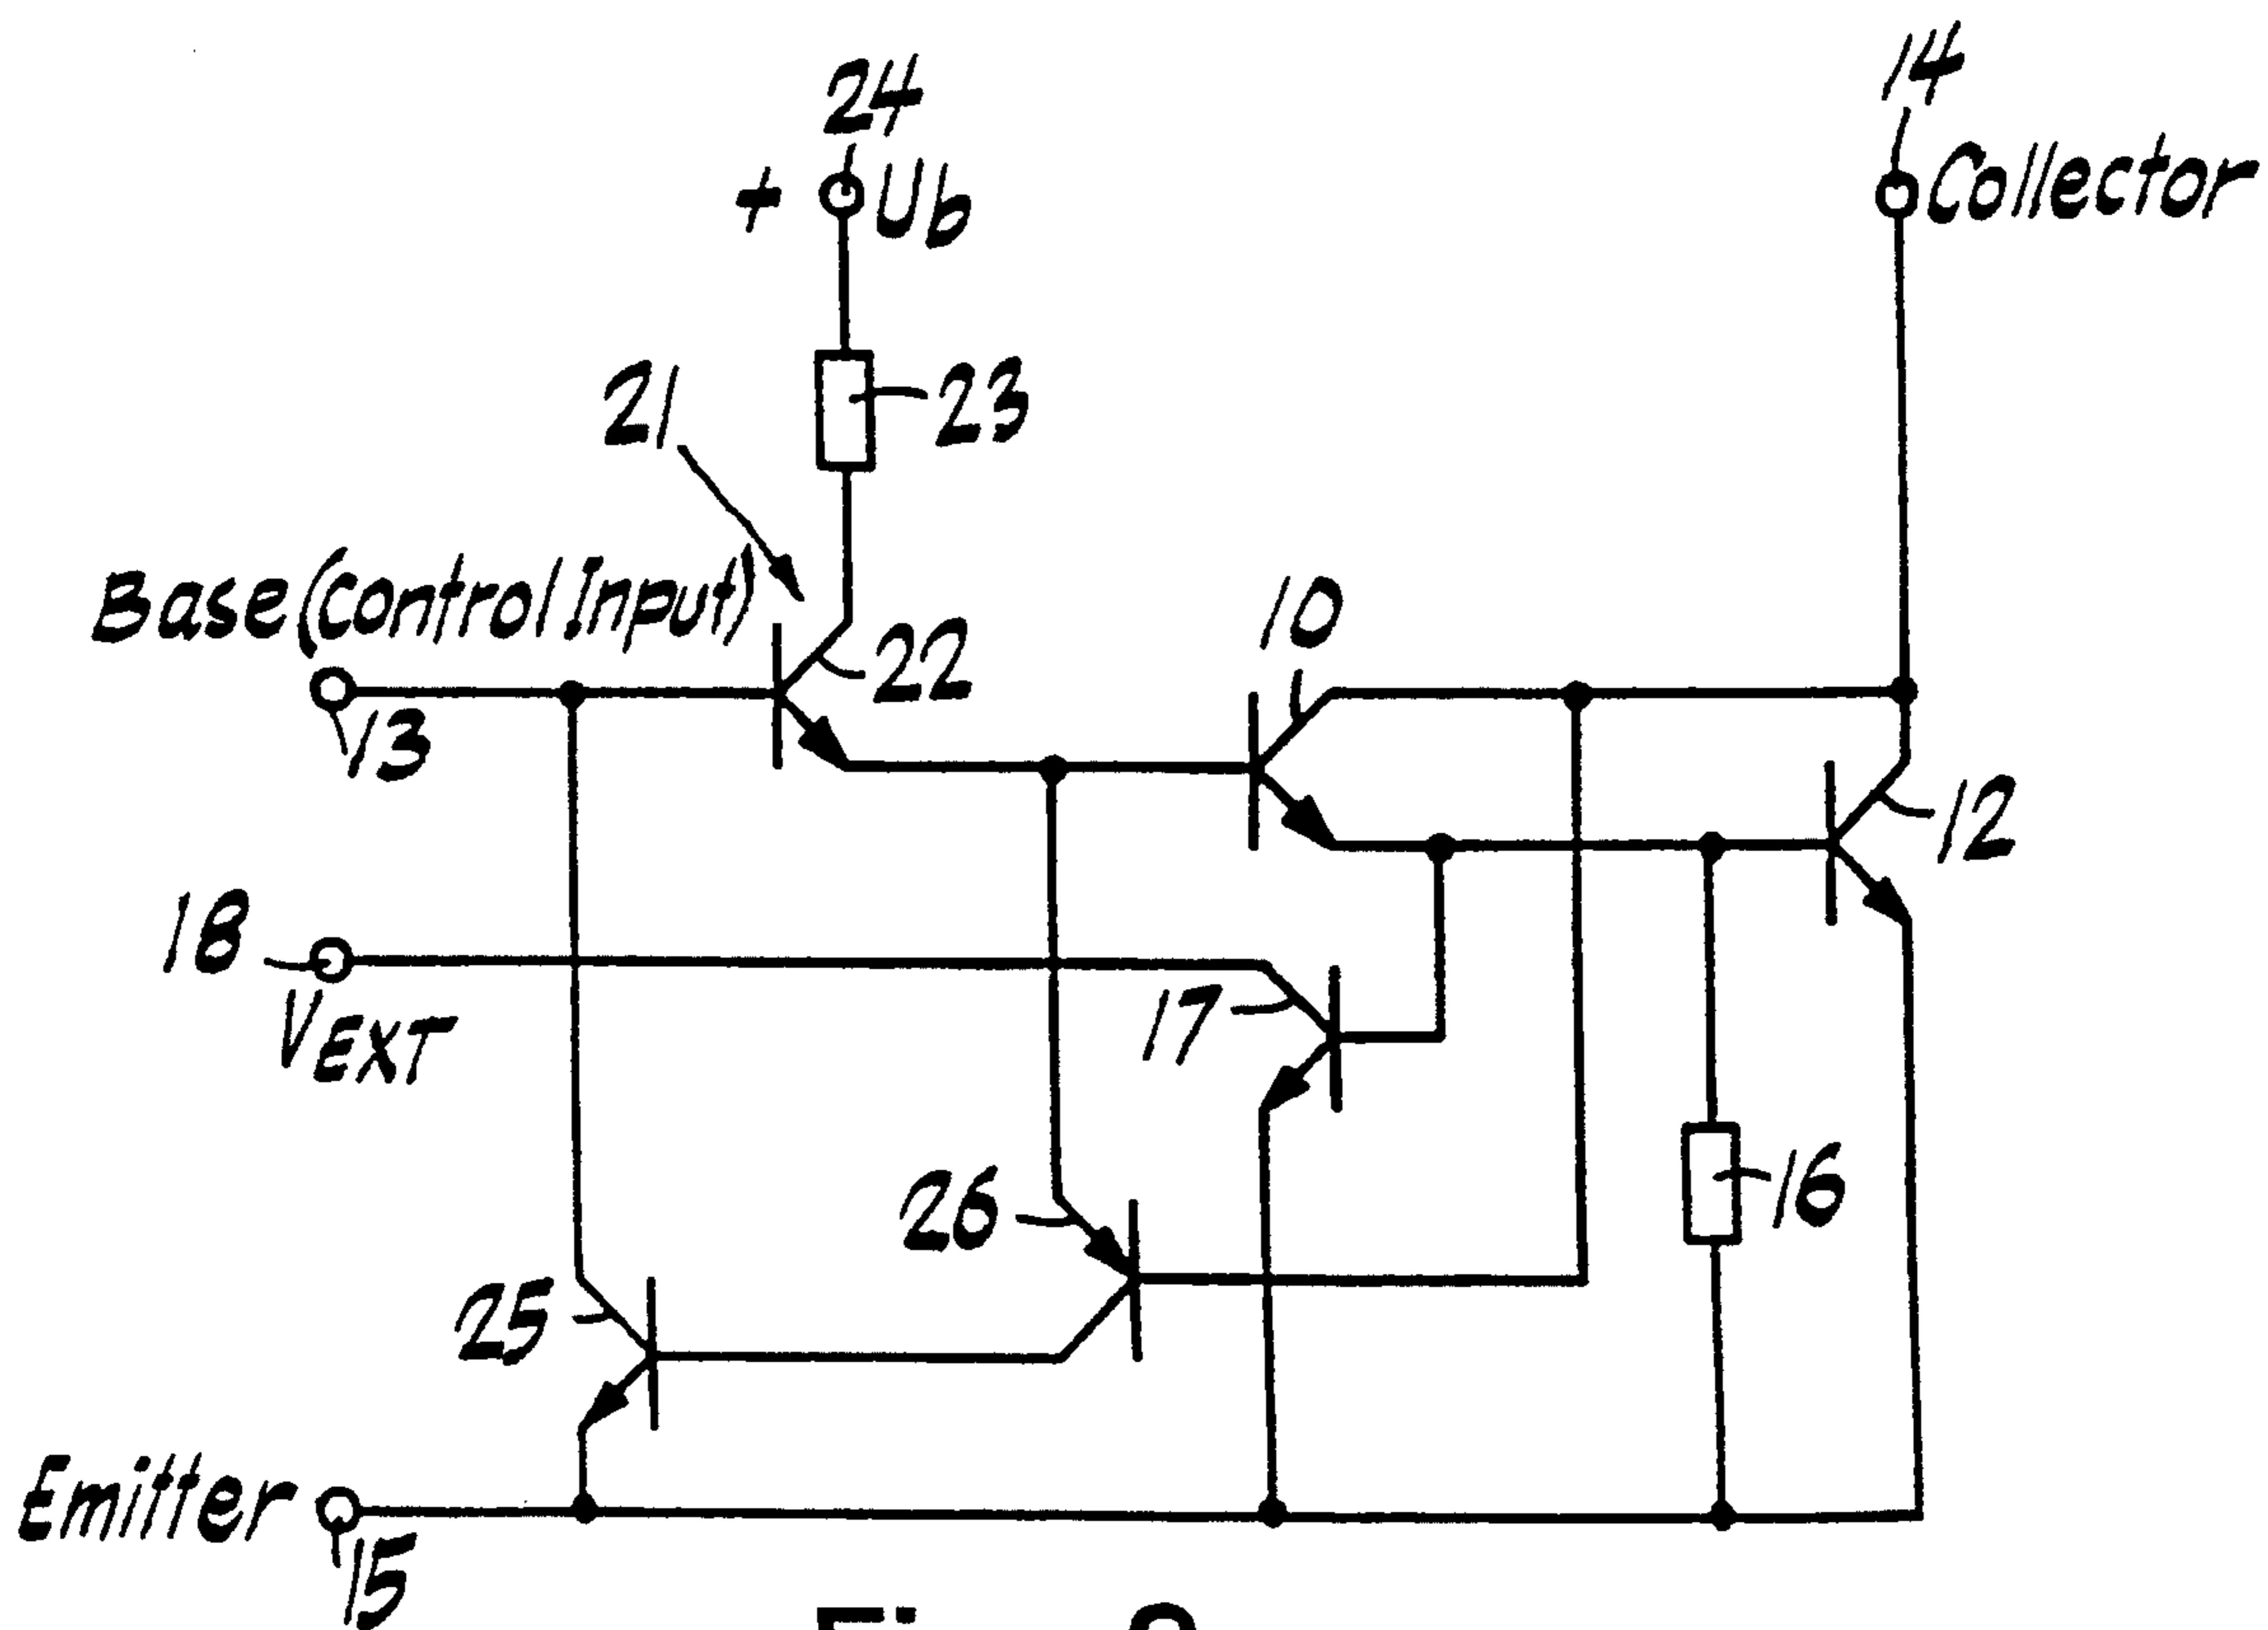 24
14
+ Ub
Collector
21
23
Base (Control Input)
10
22
13
12
18
VEXT
17
26
16
25
Emitter
15